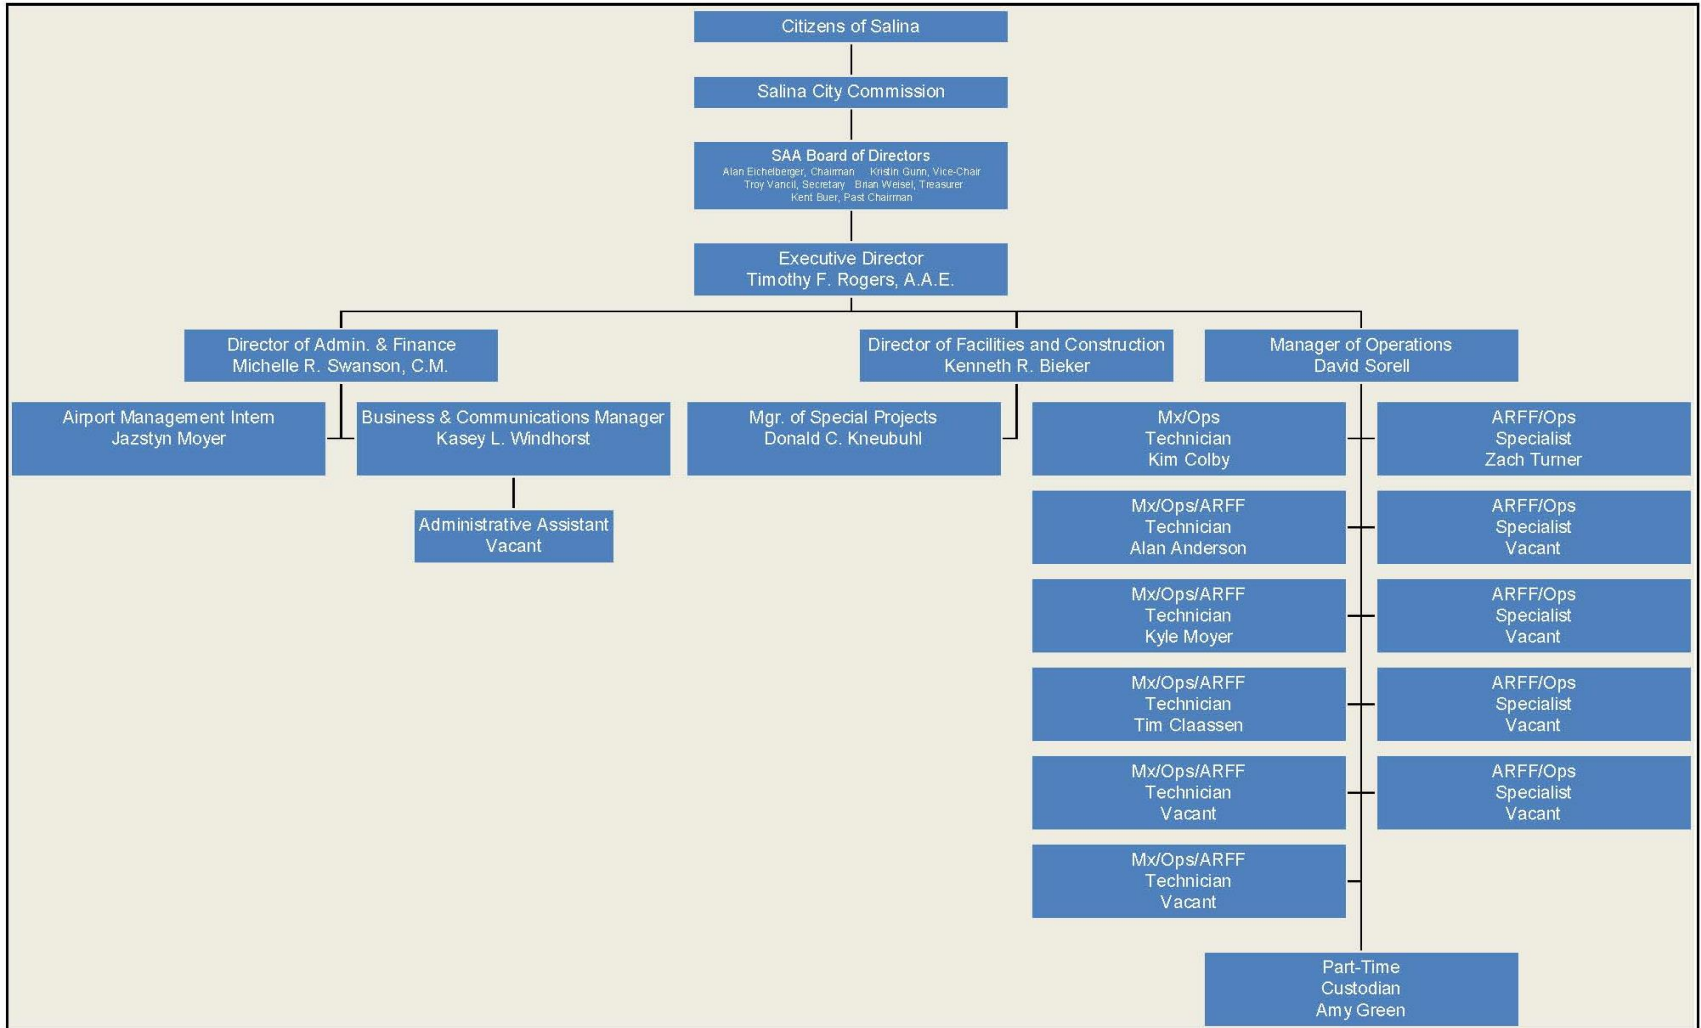 Citizens of Salina
Salina City Commission
SAA Board of Directors
Alan Eichelberger, Chairman Kristin Gunn, Vice-Chair
Troy Vancil, Secretary Brian Weisel, Treasurer
Kent Buer, Past Chairman
Executive Director
Timothy F. Rogers, A.A.E.
Director of Admin. & Finance
Michelle R. Swanson, C.M.
Director of Facilities and Construction
Kenneth R. Bieker
Manager of Operations
David Sorell
Airport Management Intern
Jazstyn Moyer
Business & Communications Manager
Kasey L. Windhorst
Administrative Assistant
Vacant
Mgr. of Special Projects
Donald C. Kneubuhl
Mx/Ops
Technician
Kim Colby
ARFF/Ops
Specialist
Zach Turner
Mx/Ops/ARFF
Technician
Alan Anderson
ARFF/Ops
Specialist
Vacant
Mx/Ops/ARFF
Technician
Kyle Moyer
ARFF/Ops
Specialist
Vacant
Mx/Ops/ARFF
Technician
Tim Claassen
ARFF/Ops
Specialist
Vacant
Mx/Ops/ARFF
Technician
Vacant
ARFF/Ops
Specialist
Vacant
Mx/Ops/ARFF
Technician
Vacant
Part-Time
Custodian
Amy Green